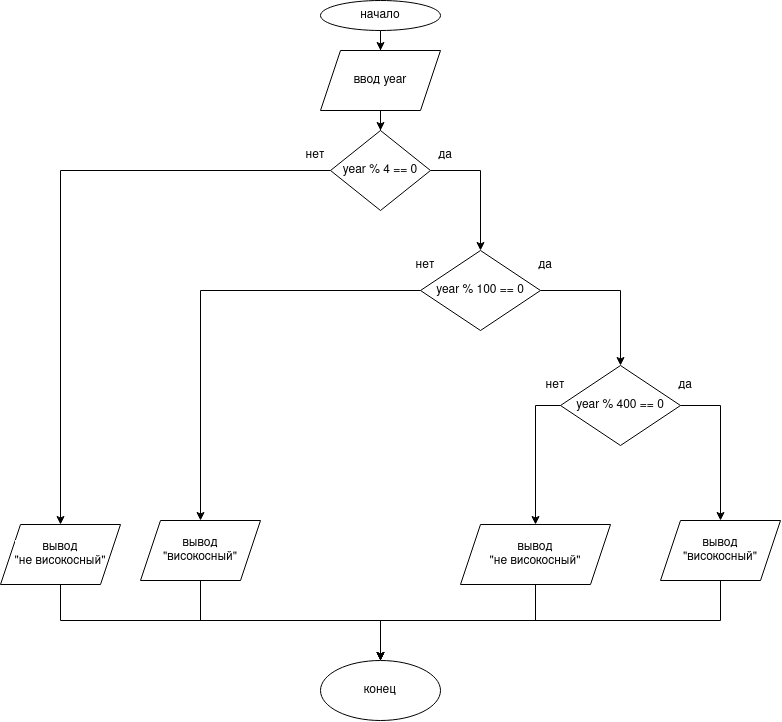 начало
ввод year
нет
да
year % 4 == 0
нет
да
year % 100 == 0
нет
да
year % 400 == 0
вывод
"не високосный"
вывод
"високосный"
вывод
"не високосный"
вывод
"високосный"
конец